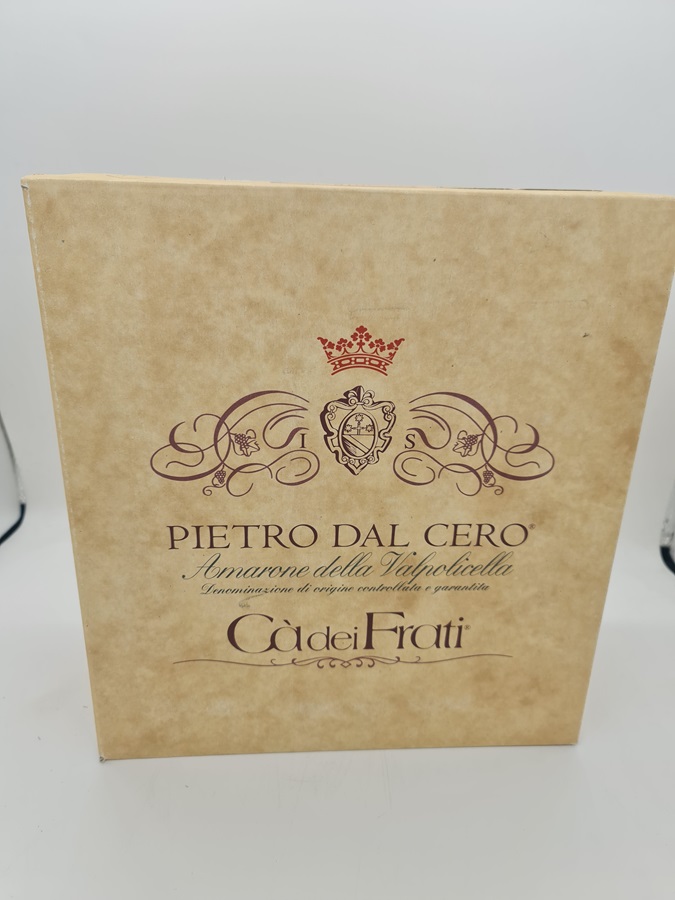 I S
PIETRO DAL CERO®
Amarone della Valpolicella
Denominazione di origine controllata e garantita
Cà dei Frati®